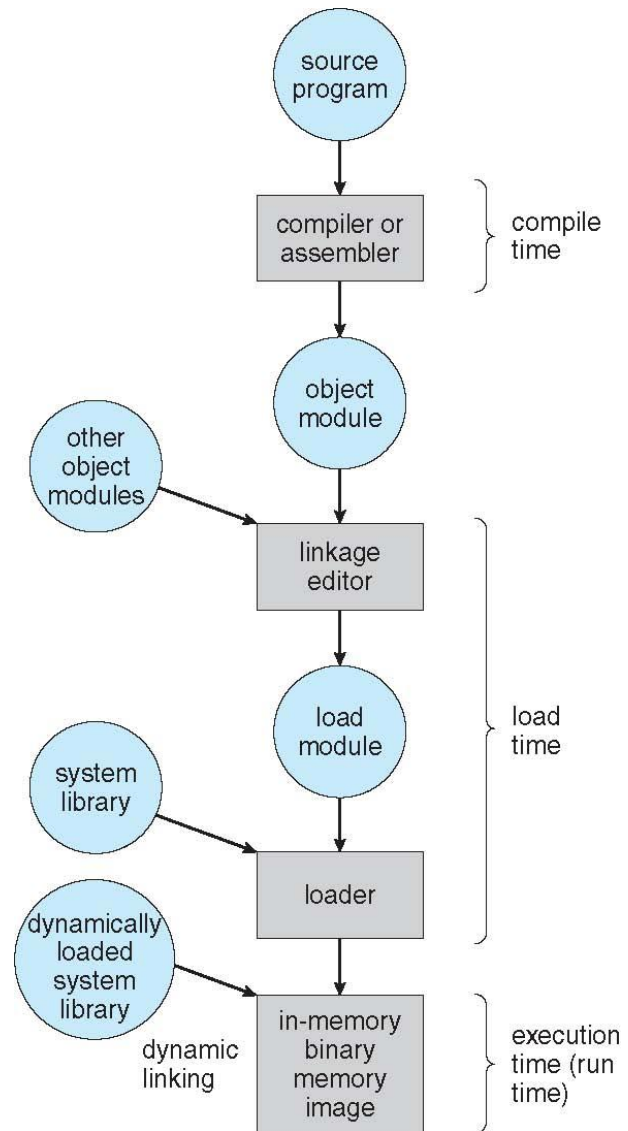 source
program
compiler or
assembler
compile
time
object
module
other
object
modules
linkage
editor
load
module
load
time
system
library
loader
dynamically
loaded
system
library
dynamic
linking
in-memory
binary
memory
image
execution
time (run
time)